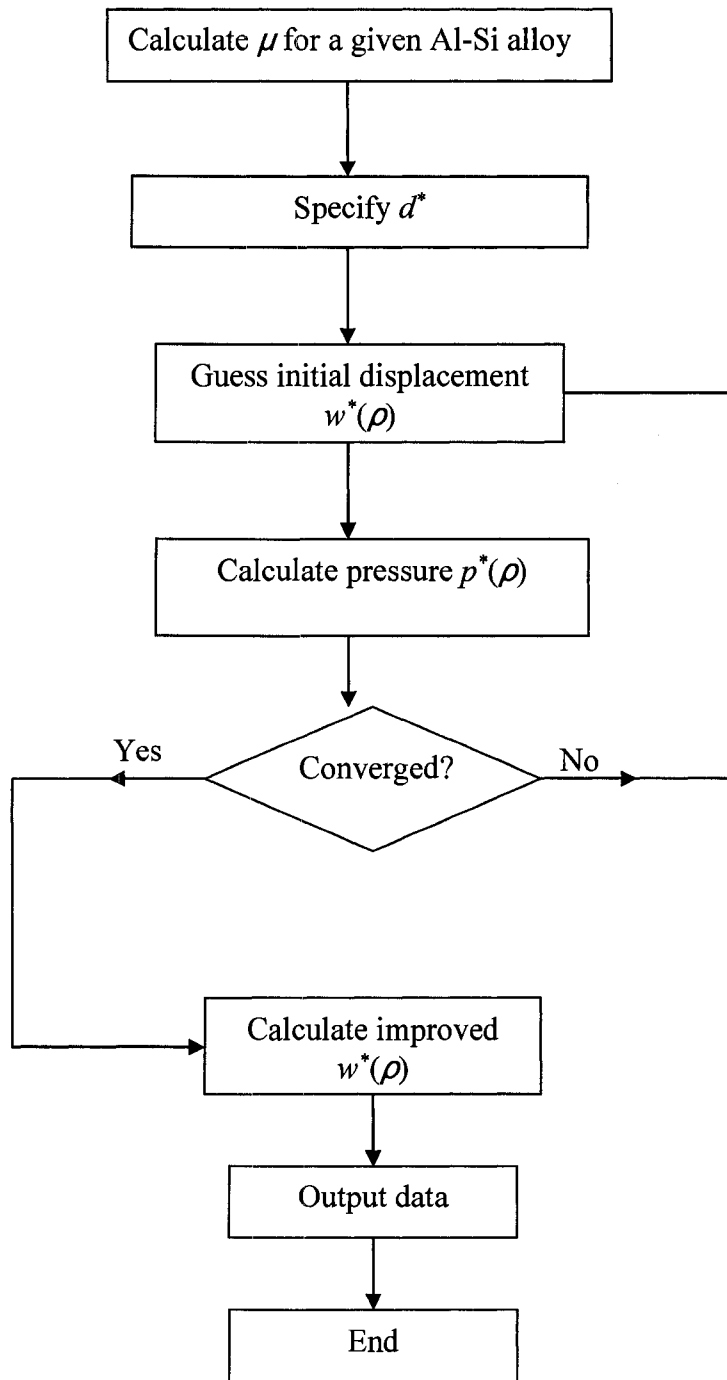 Calculate μ for a given Al-Si alloy
Specify d*
Guess initial displacement
w*(ρ)
Calculate pressure p*(ρ)
Converged?
Yes
No
Calculate improved
w*(ρ)
Output data
End